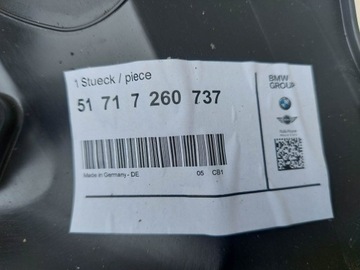 1 Stueck / piece
51 71 7 260 737
Made in Germany - DE.    05    CB1
BMW
GROUP